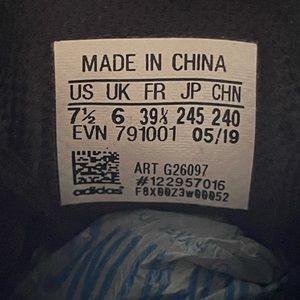 MADE IN CHINA
US UK FR JP CHN
7½ 6 39⅓ 245 240
EVN 791001 05/19
ART G26097
#122957016
adidas F8X00Z3W00052